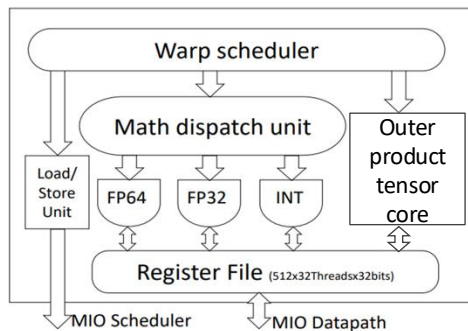 Warp scheduler
Math dispatch unit
Outer
product
tensor
core
Load/
Store
Unit
FP64
FP32
INT
Register File (512x32Threadsx32bits)
MIO Scheduler
MIO Datapath